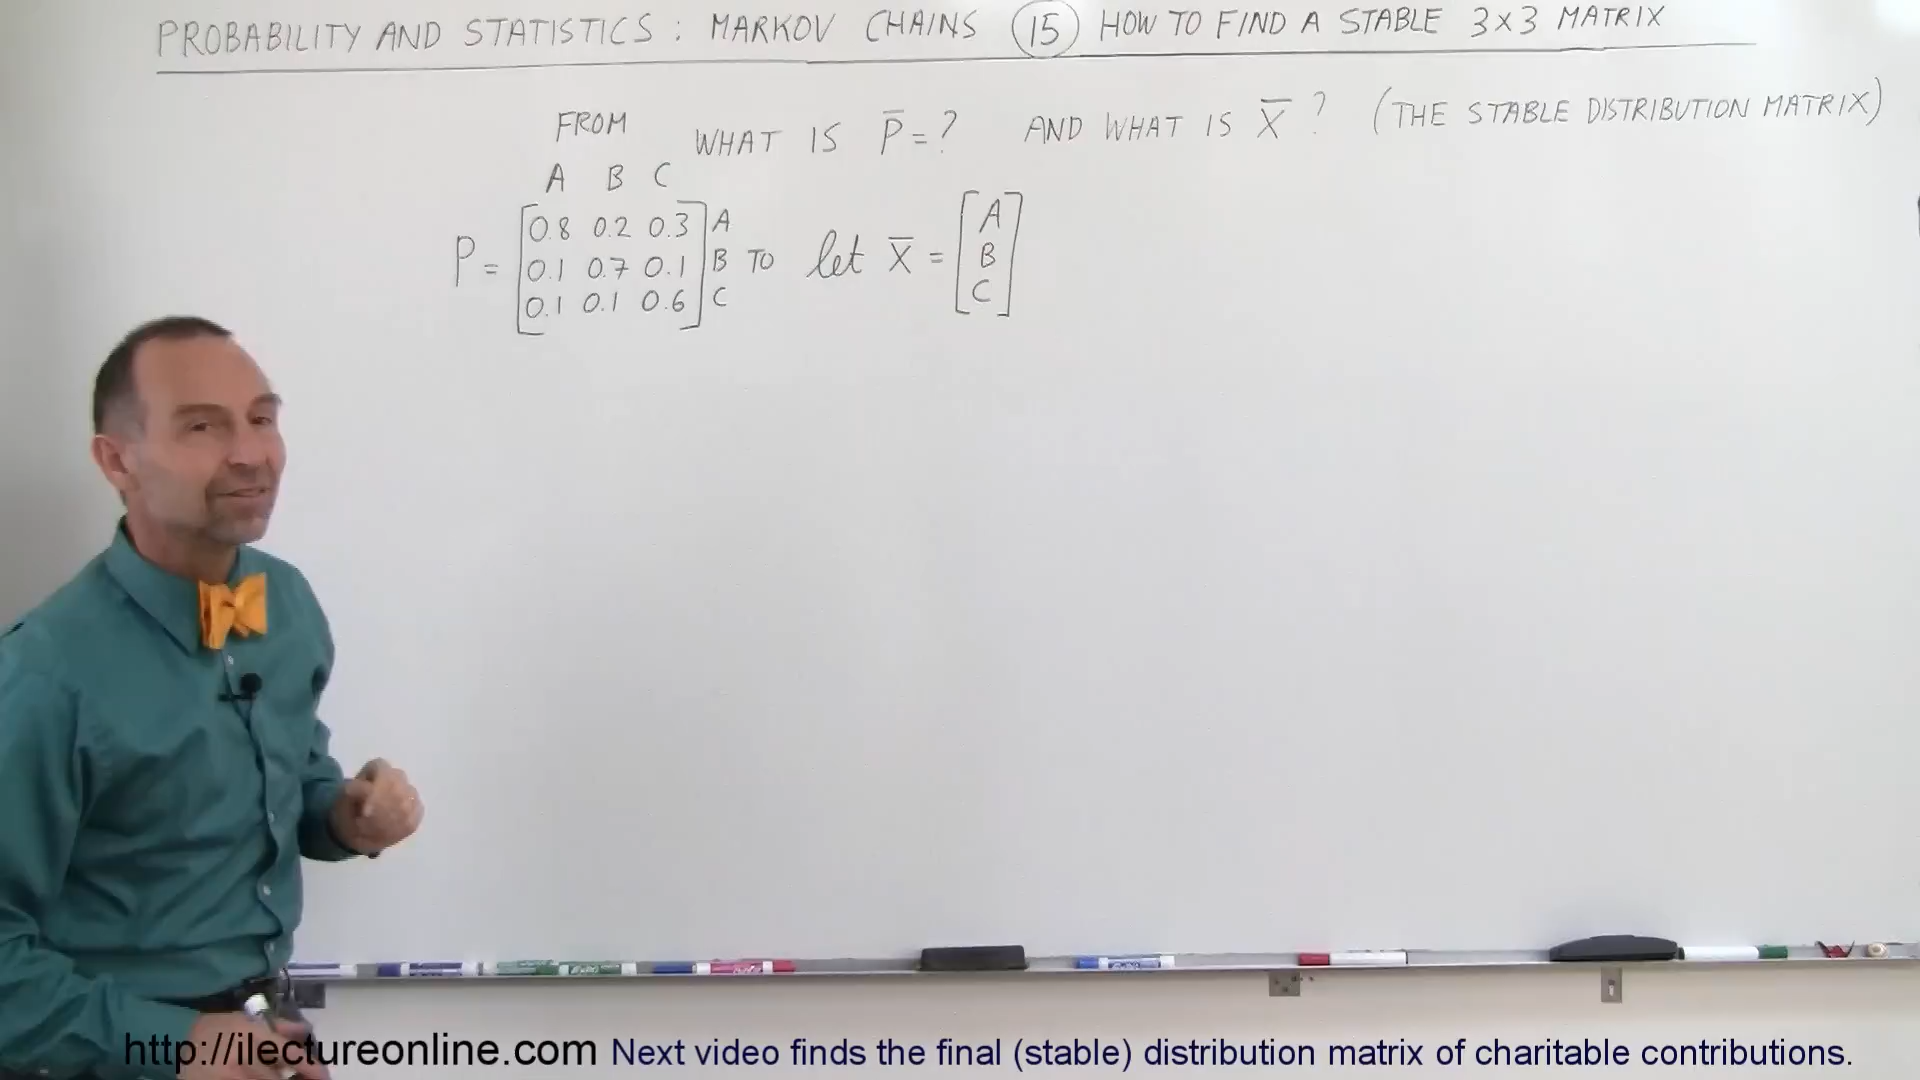 PROBABILITY AND STATISTICS : MARKOV CHAINS 15 HOW TO FIND A STABLE 3×3 MATRIX
FROM WHAT IS P̅ = ? AND WHAT IS X̅ ? (THE STABLE DISTRIBUTION MATRIX)
A B C
0.8 0.2 0.3 A A
P = 0.1 0.7 0.1 B TO let X̅ = B
0.1 0.1 0.6 C C
http://ilectureonline.com Next video finds the final (stable) distribution matrix of charitable contributions.